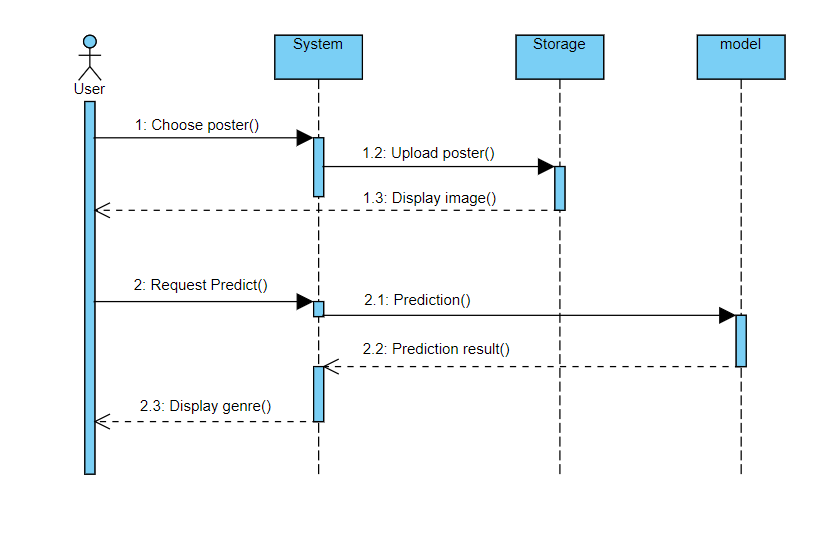 System
Storage
model
User
1: Choose poster()
1.2: Upload poster()
1.3: Display image()
2: Request Predict()
2.1: Prediction()
2.2: Prediction result()
2.3: Display genre()